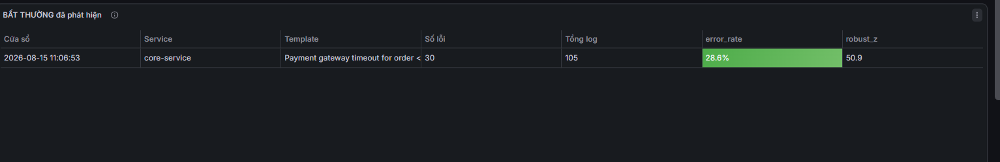 BẤT THƯỜNG đã phát hiện
Cửa sổ Service Template Số lỗi Tổng log error_rate robust_z
2026-08-15 11:06:53 core-service Payment gateway timeout for order < 30 105 28.6% 50.9